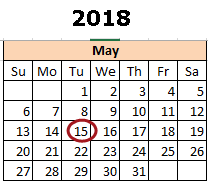 2018
May
Su Mo Tu We Th Fr Sa
1 2 3 4 5
6 7 8 9 10 11 12
13 14 15 16 17 18 19
20 21 22 23 24 25 26
27 28 29 30 31